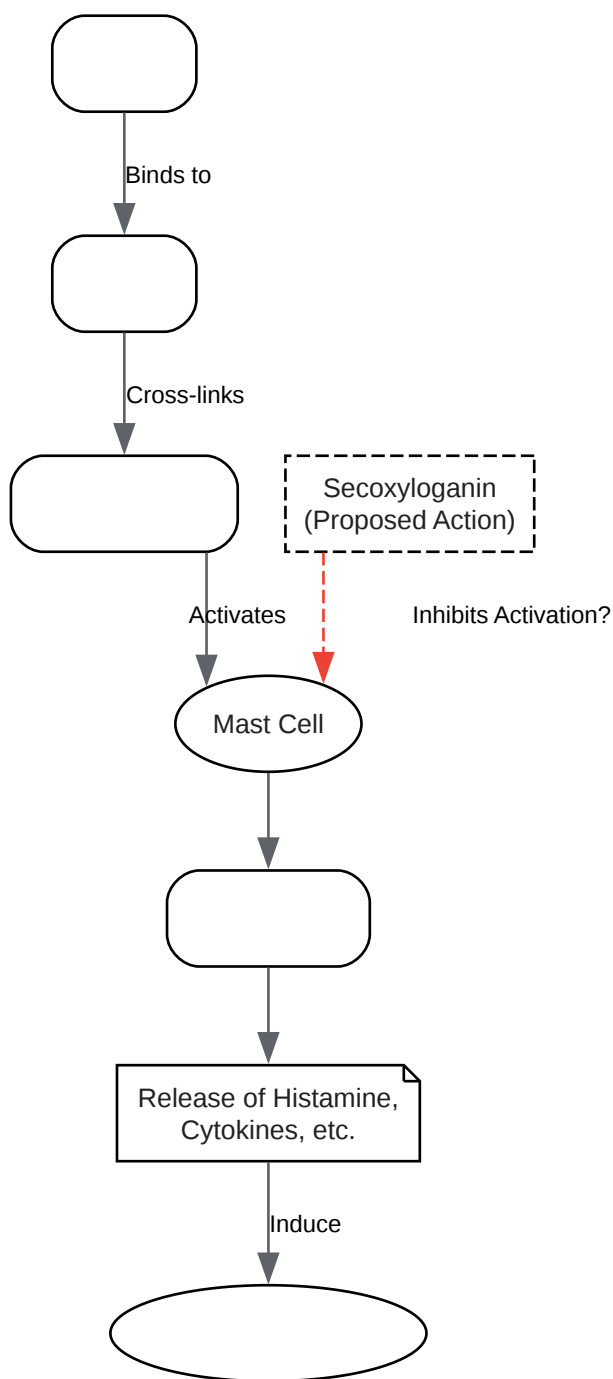 Binds to
Cross-links
Secoxyloganin
(Proposed Action)
Activates
Inhibits Activation?
Mast Cell
Release of Histamine,
Cytokines, etc.
Induce